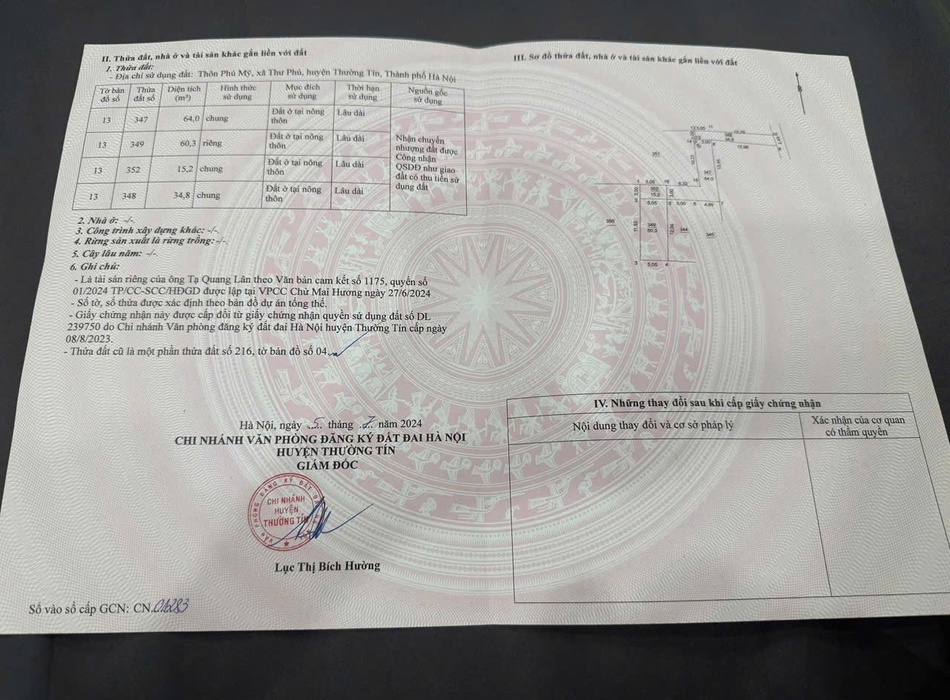 II. Thửa đất, nhà ở và tài sản khác gắn liền với đất
1. Thửa đất:
- Địa chỉ sử dụng đất: Thôn Phú Mỹ, xã Thư Phú, huyện Thường Tín, Thành phố Hà Nội
Tờ bản đồ số | Thửa đất số | Diện tích (m²) | Hình thức sử dụng | Mục đích sử dụng | Thời hạn sử dụng | Nguồn gốc sử dụng
13 | 347 | 64,0 | chung | Đất ở tại nông thôn | Lâu dài
13 | 349 | 60,3 | riêng | Đất ở tại nông thôn | Lâu dài
13 | 352 | 15,2 | chung | Đất ở tại nông thôn | Lâu dài
13 | 348 | 34,8 | chung | Đất ở tại nông thôn | Lâu dài
Nhận chuyển
nhượng đất được
Công nhận
QSDĐ như giao
đất có thu tiền sử
dụng đất
2. Nhà ở: -/-.
3. Công trình xây dựng khác: -/-.
4. Rừng sản xuất là rừng trồng: -/-.
5. Cây lâu năm: -/-.
6. Ghi chú:
- Là tài sản riêng của ông Tạ Quang Lân theo Văn bản cam kết số 1175, quyển số
01/2024 TP/CC-SCC/HĐGD được lập tại VPCC Chử Mai Hương ngày 27/6/2024
- Số tờ, số thửa được xác định theo bản đồ dự án tổng thể.
- Giấy chứng nhận này được cấp đổi từ giấy chứng nhận quyền sử dụng đất số DL
239750 do Chi nhánh Văn phòng đăng ký đất đai Hà Nội huyện Thường Tín cấp ngày
08/8/2023.
- Thửa đất cũ là một phần thửa đất số 216, tờ bản đồ số 04
Hà Nội, ngày 5 tháng 7 năm 2024
CHI NHÁNH VĂN PHÒNG ĐĂNG KÝ ĐẤT ĐAI HÀ NỘI
HUYỆN THƯỜNG TÍN
GIÁM ĐỐC
CHI NHÁNH
HUYỆN
THƯỜNG TÍN
Lục Thị Bích Hường
Số vào sổ cấp GCN: CN.01283
III. Sơ đồ thửa đất, nhà ở và tài sản khác gắn liền với đất
IV. Những thay đổi sau khi cấp giấy chứng nhận
Nội dung thay đổi và cơ sở pháp lý | Xác nhận của cơ quan có thẩm quyền